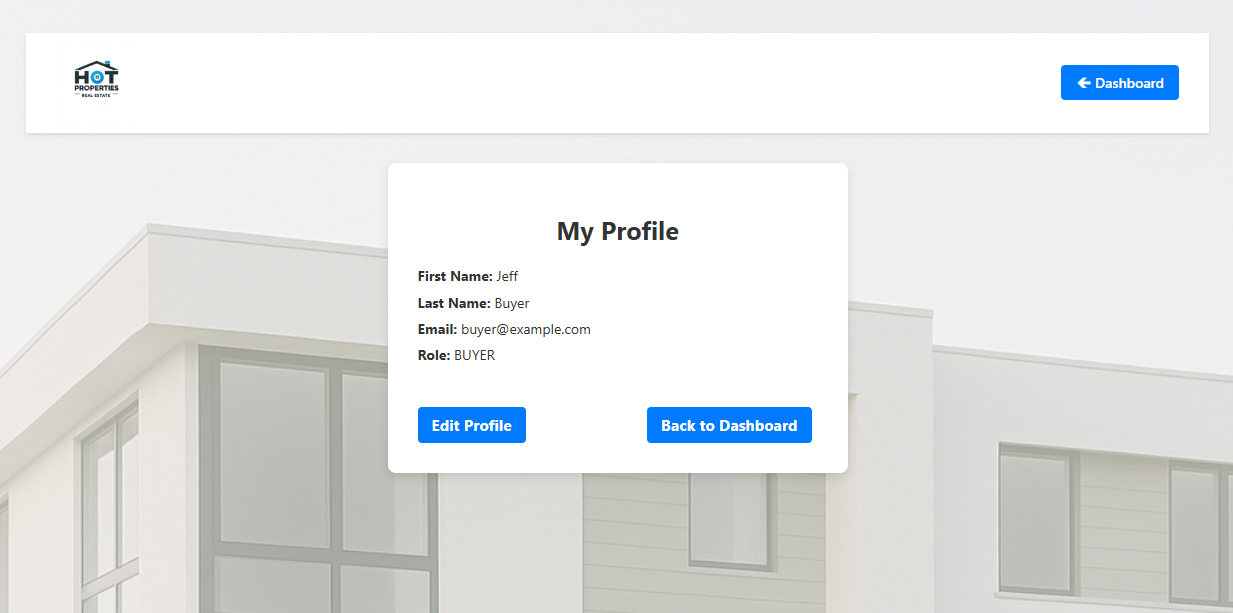 HOT
PROPERTIES
REAL ESTATE
← Dashboard
My Profile
First Name: Jeff
Last Name: Buyer
Email: buyer@example.com
Role: BUYER
Edit Profile
Back to Dashboard